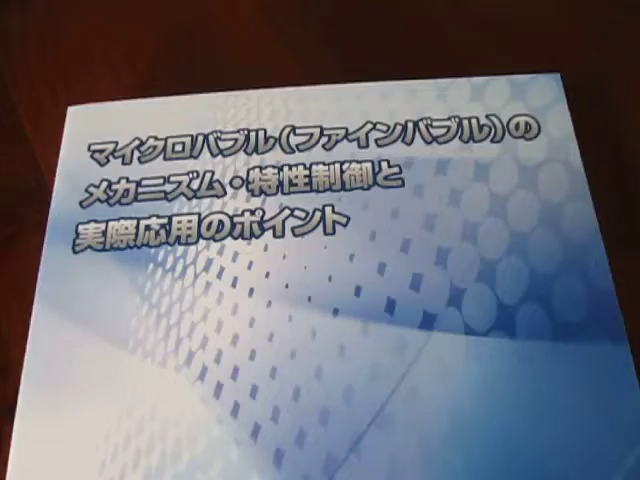 マイクロバブル(ファインバブル)の
メカニズム・特性制御と
実際応用のポイント